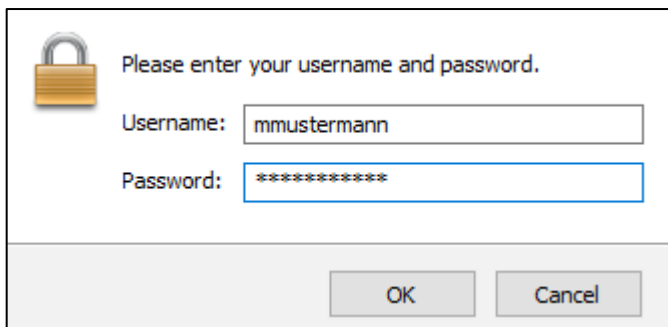 Please enter your username and password.
Username: mmustermann
Password: ***********
OK Cancel